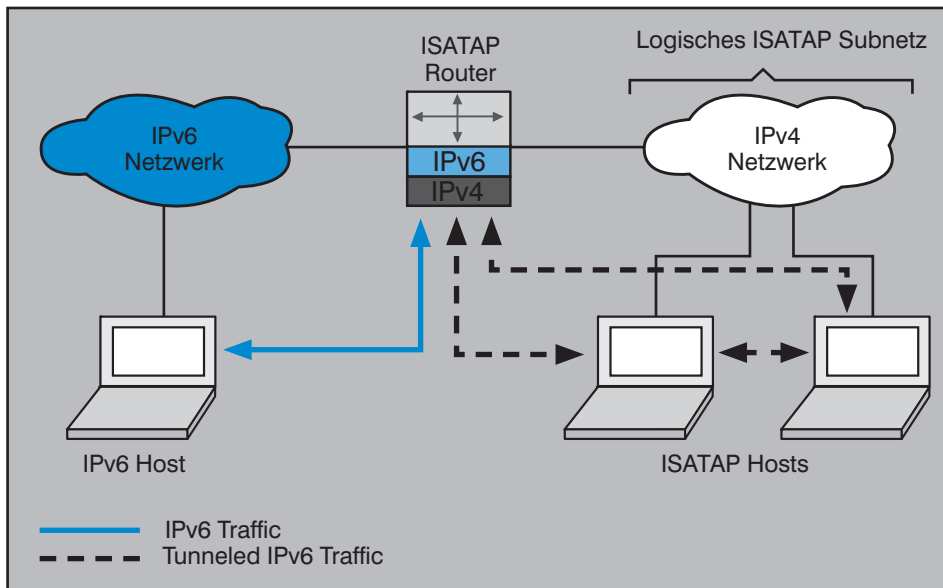 ISATAP
Router
Logisches ISATAP Subnetz
IPv6
Netzwerk
IPv6
IPv4
IPv4
Netzwerk
IPv6 Host
ISATAP Hosts
IPv6 Traffic
Tunneled IPv6 Traffic